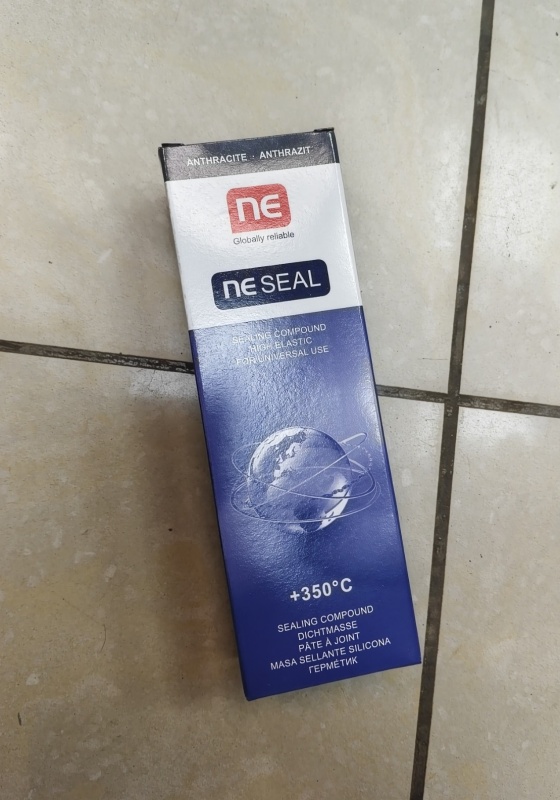 ANTHRACITE - ANTHRAZIT
ne
Globally reliable
ne SEAL
SEALING COMPOUND
HIGH ELASTIC
FOR UNIVERSAL USE
+350°C
SEALING COMPOUND
DICHTMASSE
PÂTE À JOINT
MASA SELLANTE SILICONA
ГЕРМЕТИК